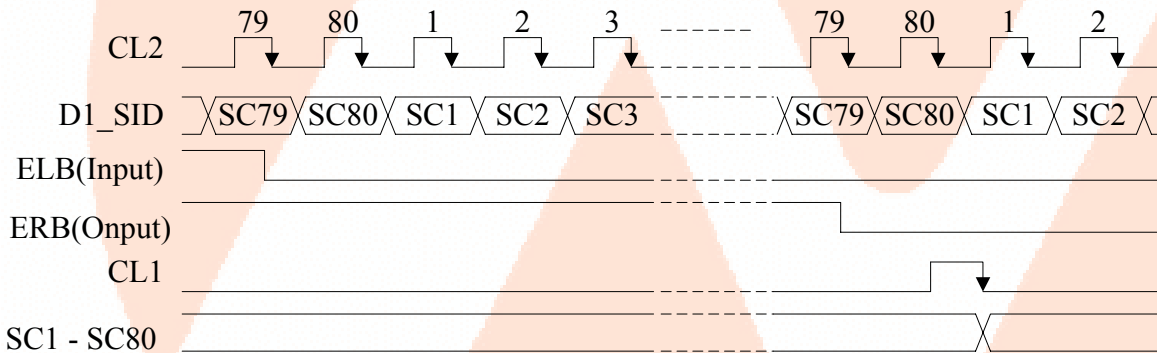 79 80 1 2 3 79 80 1 2
CL2
D1_SID SC79 SC80 SC1 SC2 SC3 SC79 SC80 SC1 SC2
ELB(Input)
ERB(Onput)
CL1
SC1 - SC80